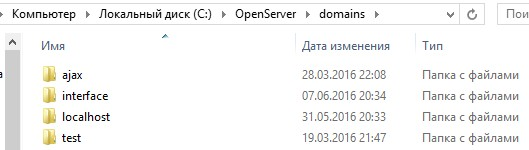 Компьютер Локальный диск (C:) OpenServer domains
Имя Дата изменения Тип
ajax 28.03.2016 22:08 Папка с файлами
interface 07.06.2016 20:34 Папка с файлами
localhost 31.05.2016 20:33 Папка с файлами
test 19.03.2016 21:47 Папка с файлами